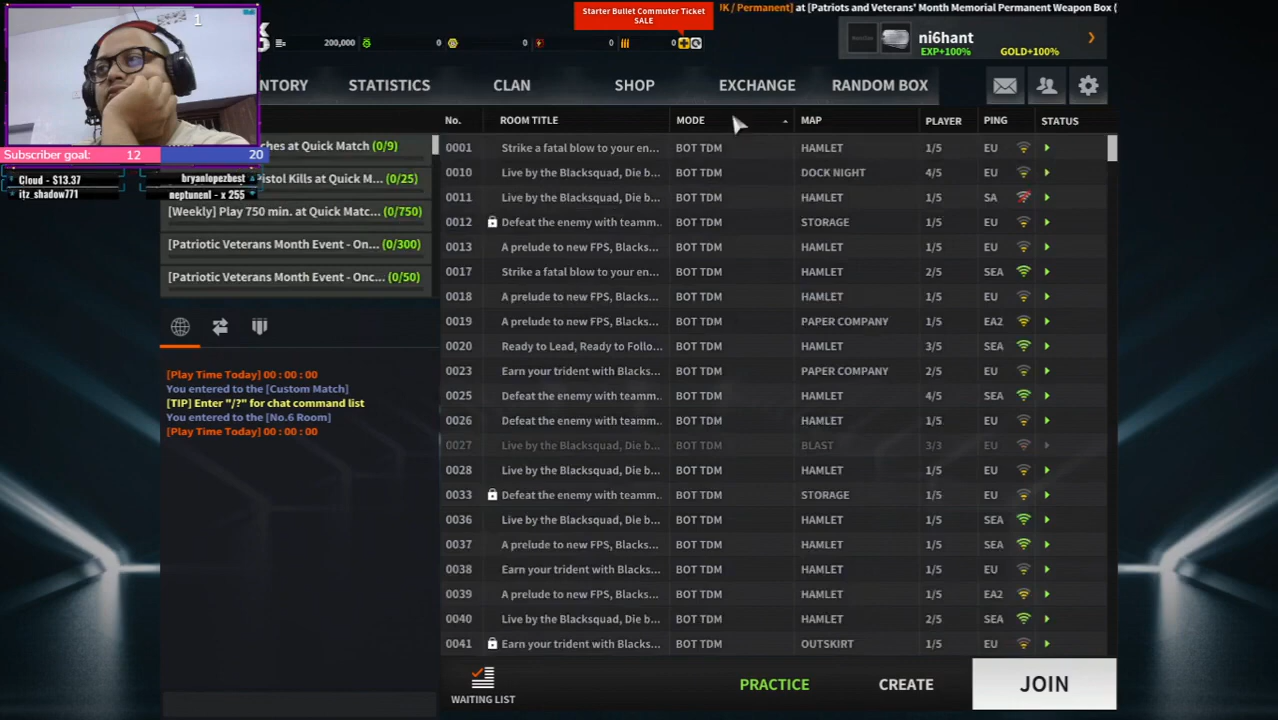 1
Starter Bullet Commuter Ticket
SALE
/ Permanent] at [Patriots and Veterans' Month Memorial Permanent Weapon Box (
200,000 0 0 0 0
ni6hant
EXP+100% GOLD+100%
STATISTICS CLAN SHOP EXCHANGE RANDOM BOX
Subscriber goal: 12 20
Cloud - $13.37 bryanlopezbest
itz_shadow771 neptunenl - x 255
ches at Quick Match (0/9)
istol Kills at Quick M... (0/25)
[Weekly] Play 750 min. at Quick Matc... (0/750)
[Patriotic Veterans Month Event - On... (0/300)
[Patriotic Veterans Month Event - Onc... (0/50)
[Play Time Today] 00 : 00 : 00
You entered to the [Custom Match]
[TIP] Enter "/?" for chat command list
You entered to the [No.6 Room]
[Play Time Today] 00 : 00 : 00
No. ROOM TITLE MODE MAP PLAYER PING STATUS
0001 Strike a fatal blow to your en... BOT TDM HAMLET 1/5 EU
0010 Live by the Blacksquad, Die b... BOT TDM DOCK NIGHT 4/5 EU
0011 Live by the Blacksquad, Die b... BOT TDM HAMLET 1/5 SA
0012 Defeat the enemy with teamm.. BOT TDM STORAGE 1/5 EU
0013 A prelude to new FPS, Blacks... BOT TDM HAMLET 1/5 EU
0017 Strike a fatal blow to your en... BOT TDM HAMLET 2/5 SEA
0018 A prelude to new FPS, Blacks... BOT TDM HAMLET 1/5 EU
0019 A prelude to new FPS, Blacks... BOT TDM PAPER COMPANY 1/5 EA2
0020 Ready to Lead, Ready to Follo... BOT TDM HAMLET 3/5 SEA
0023 Earn your trident with Blacks... BOT TDM PAPER COMPANY 2/5 EU
0025 Defeat the enemy with teamm... BOT TDM HAMLET 4/5 SEA
0026 Defeat the enemy with teamm... BOT TDM HAMLET 1/5 EU
0027 Live by the Blacksquad, Die b... BOT TDM BLAST 3/3 EU
0028 Live by the Blacksquad, Die b... BOT TDM HAMLET 1/5 EU
0033 Defeat the enemy with teamm.. BOT TDM STORAGE 1/5 EU
0036 Live by the Blacksquad, Die b... BOT TDM HAMLET 1/5 SEA
0037 A prelude to new FPS, Blacks... BOT TDM HAMLET 1/5 SEA
0038 Earn your trident with Blacks... BOT TDM HAMLET 1/5 EU
0039 A prelude to new FPS, Blacks... BOT TDM HAMLET 1/5 EA2
0040 Live by the Blacksquad, Die b... BOT TDM HAMLET 2/5 SEA
0041 Earn your trident with Blacks... BOT TDM OUTSKIRT 1/5 EU
WAITING LIST PRACTICE CREATE JOIN